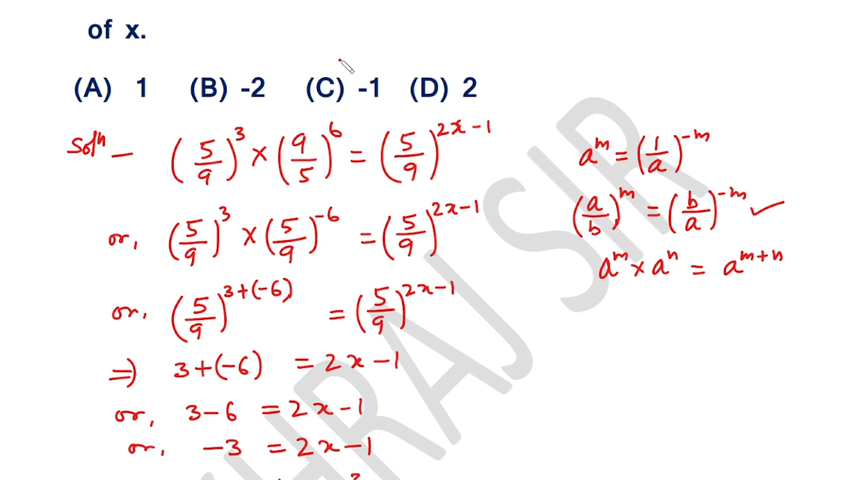 of x.
(A) 1 (B) -2 (C) -1 (D) 2
Solⁿ — (5/9)^3 × (9/5)^6 = (5/9)^(2x-1)
a^m = (1/a)^-m
or, (5/9)^3 × (5/9)^-6 = (5/9)^(2x-1)
(a/b)^m = (b/a)^-m ✓
a^m × a^n = a^(m+n)
or, (5/9)^(3+(-6)) = (5/9)^(2x-1)
⇒ 3+(-6) = 2x-1
or, 3-6 = 2x-1
or, -3 = 2x-1
HRAJ SIR